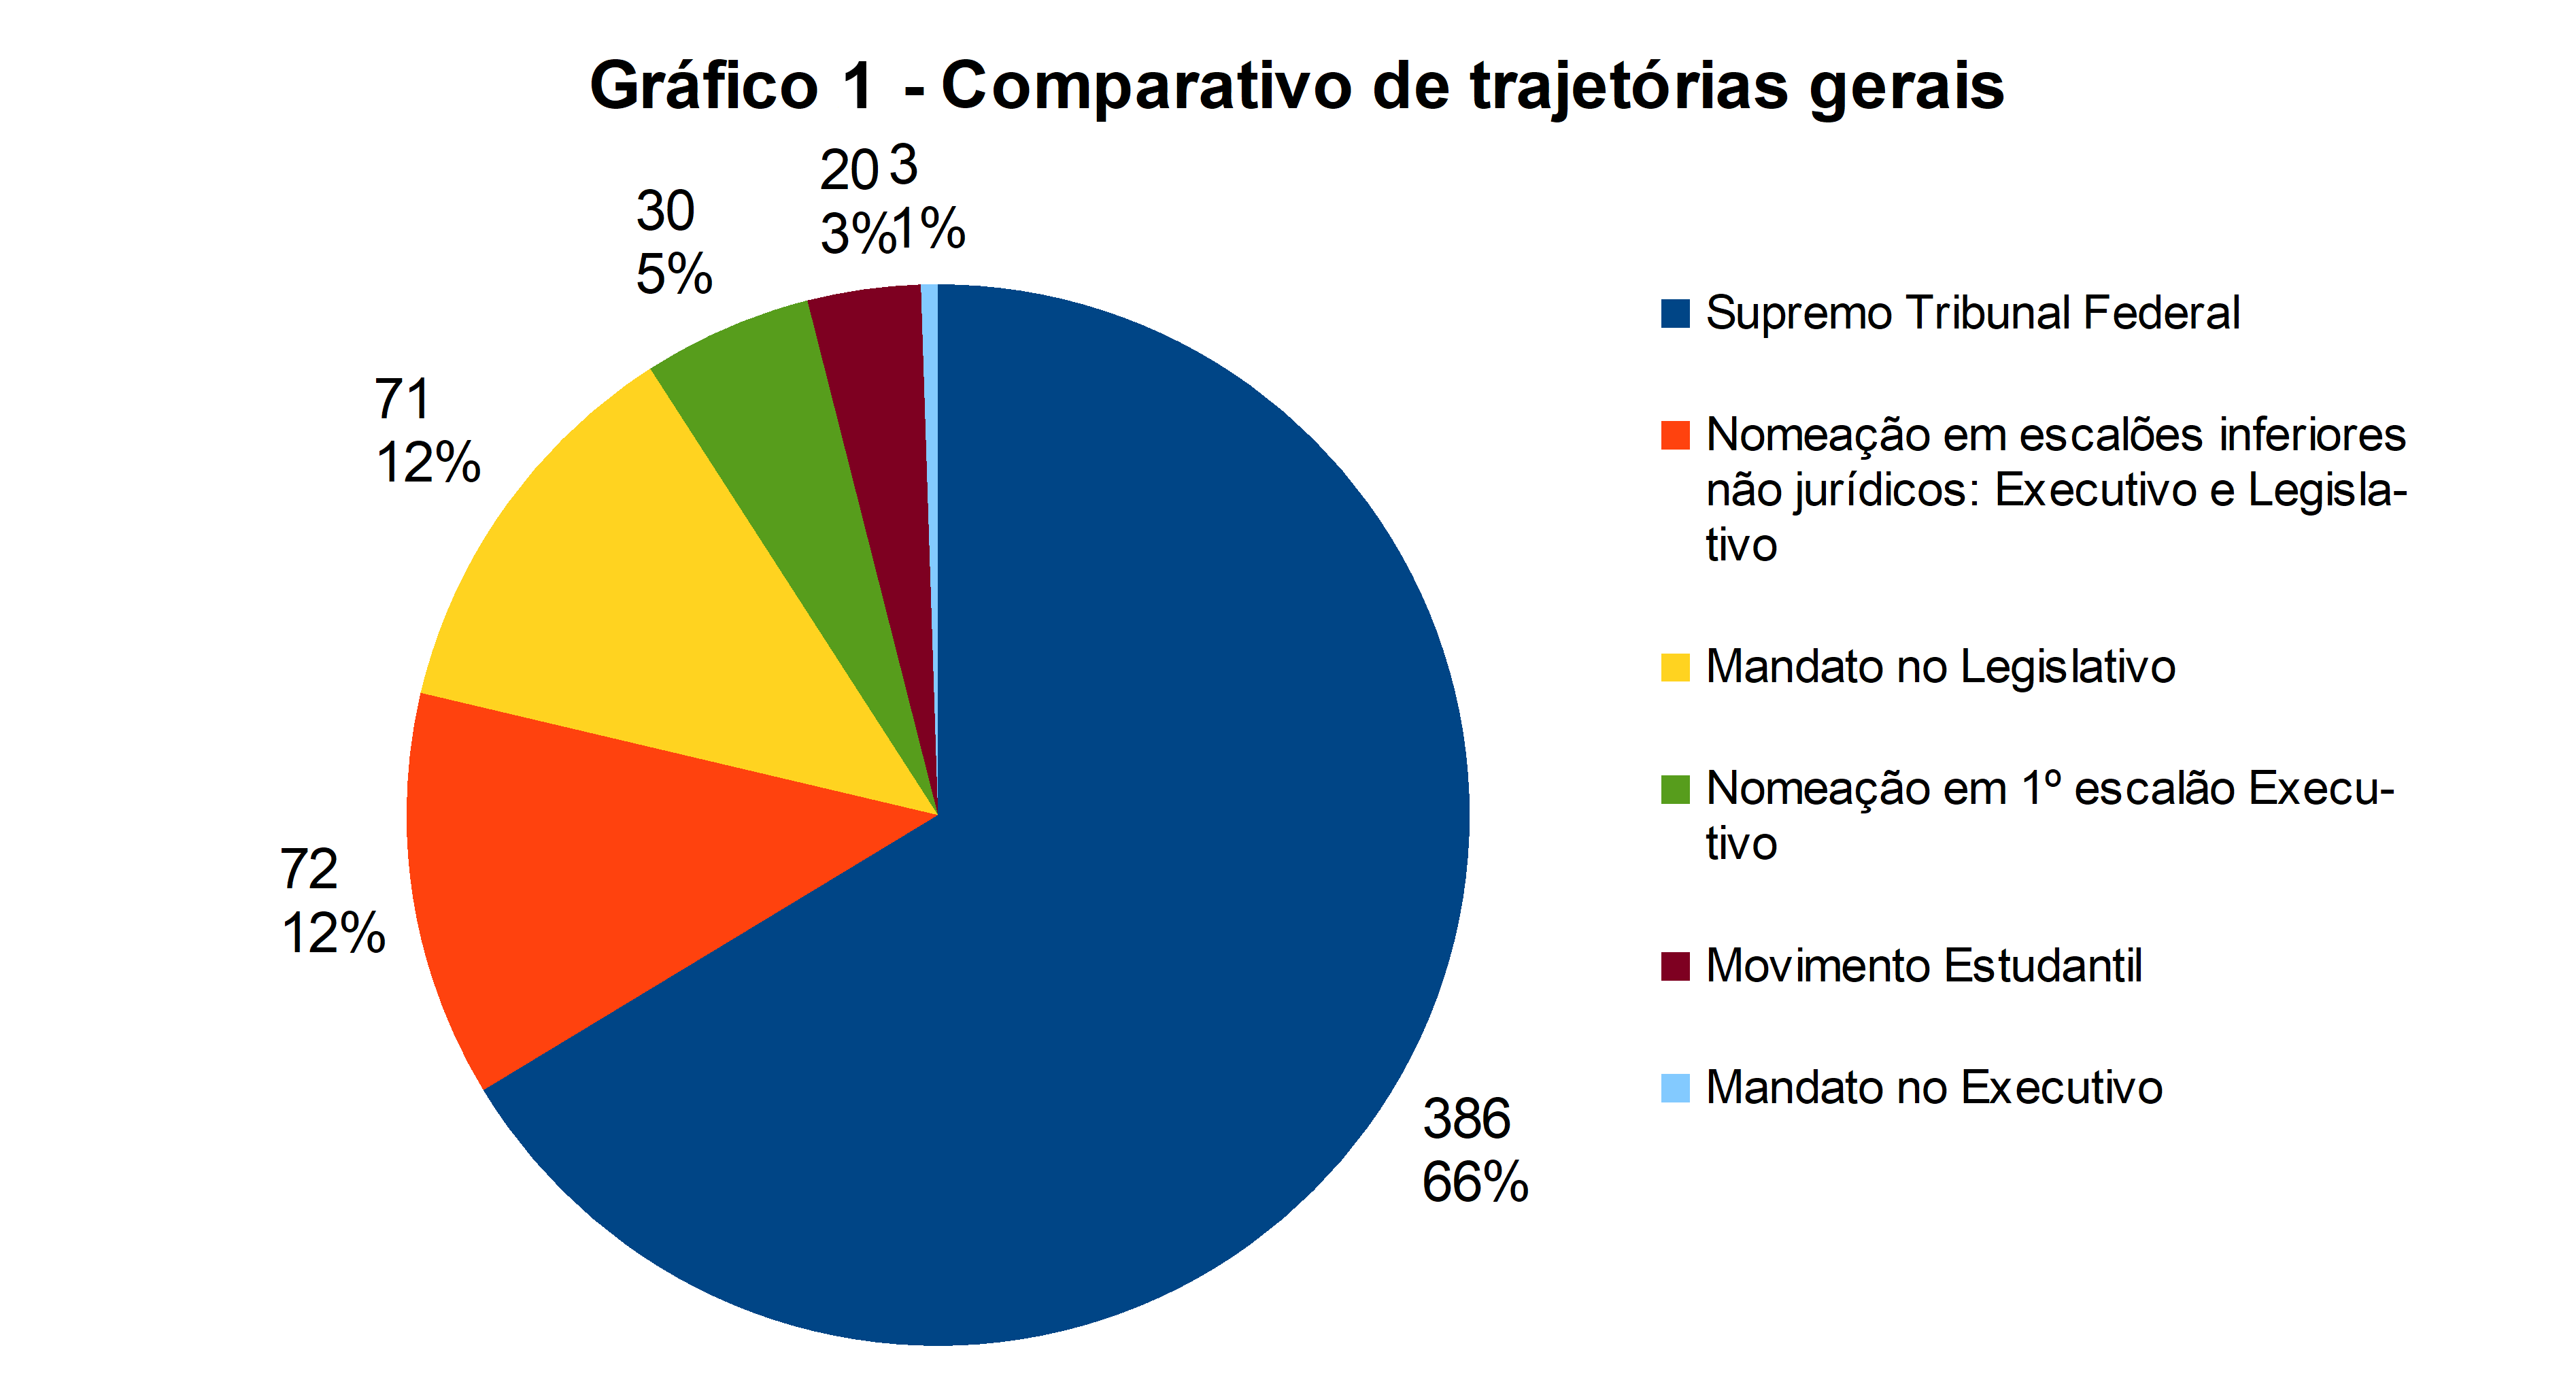 Gráfico 1 - Comparativo de trajetórias gerais
20
3%
3
1%
30
5%
71
12%
72
12%
386
66%
Supremo Tribunal Federal
Nomeação em escalões inferiores
não jurídicos: Executivo e Legisla-
tivo
Mandato no Legislativo
Nomeação em 1º escalão Execu-
tivo
Movimento Estudantil
Mandato no Executivo